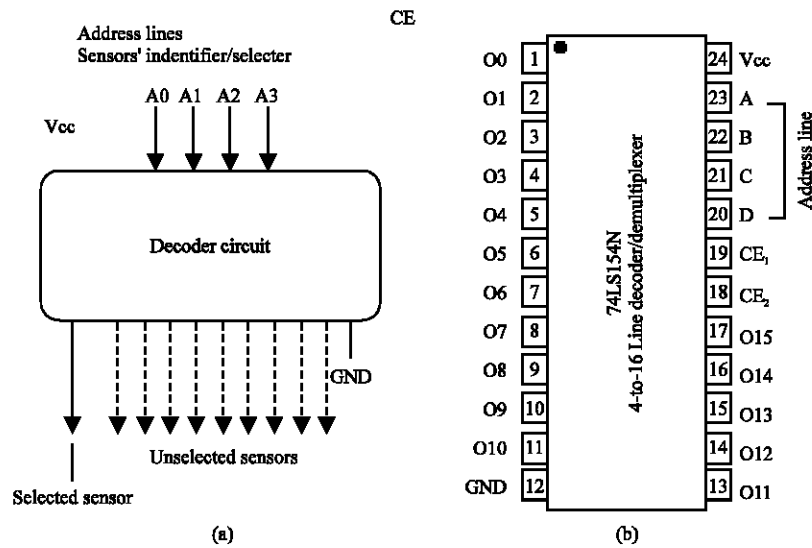 CE
Address lines
Sensors' indentifier/selecter
A0 A1 A2 A3
Vcc
Decoder circuit
GND
Unselected sensors
Selected sensor
(a)
O0 1
O1 2
O2 3
O3 4
O4 5
O5 6
O6 7
O7 8
O8 9
O9 10
O10 11
GND 12
74LS154N
4-to-16 Line decoder/demultiplexer
24 Vcc
23 A
22 B
21 C
20 D
19 CE₁
18 CE₂
17 O15
16 O14
15 O13
14 O12
13 O11
Address line
(b)